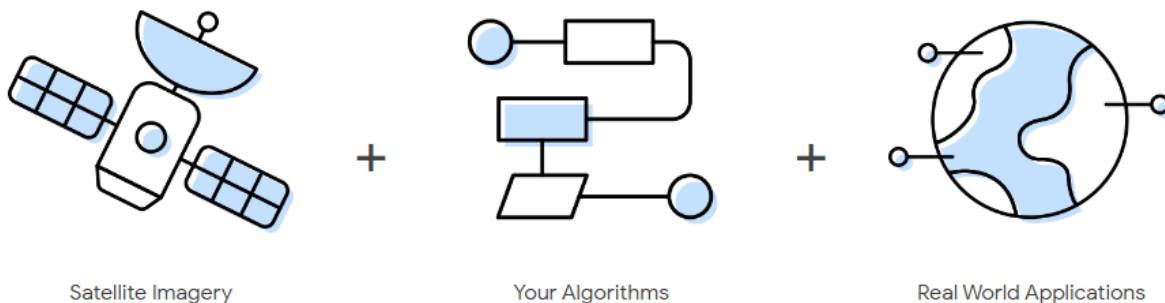 +
+
Satellite Imagery
Your Algorithms
Real World Applications